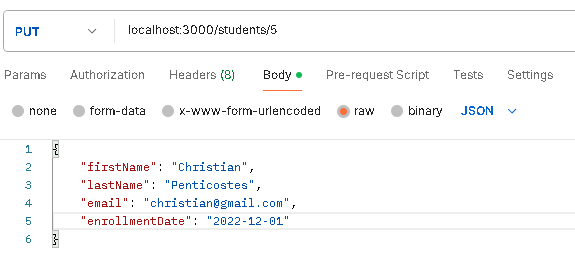 PUT localhost:3000/students/5
Params Authorization Headers (8) Body Pre-request Script Tests Settings
none form-data x-www-form-urlencoded raw binary JSON
1 {
2 "firstName": "Christian",
3 "lastName": "Penticostes",
4 "email": "christian@gmail.com",
5 "enrollmentDate": "2022-12-01"
6 }